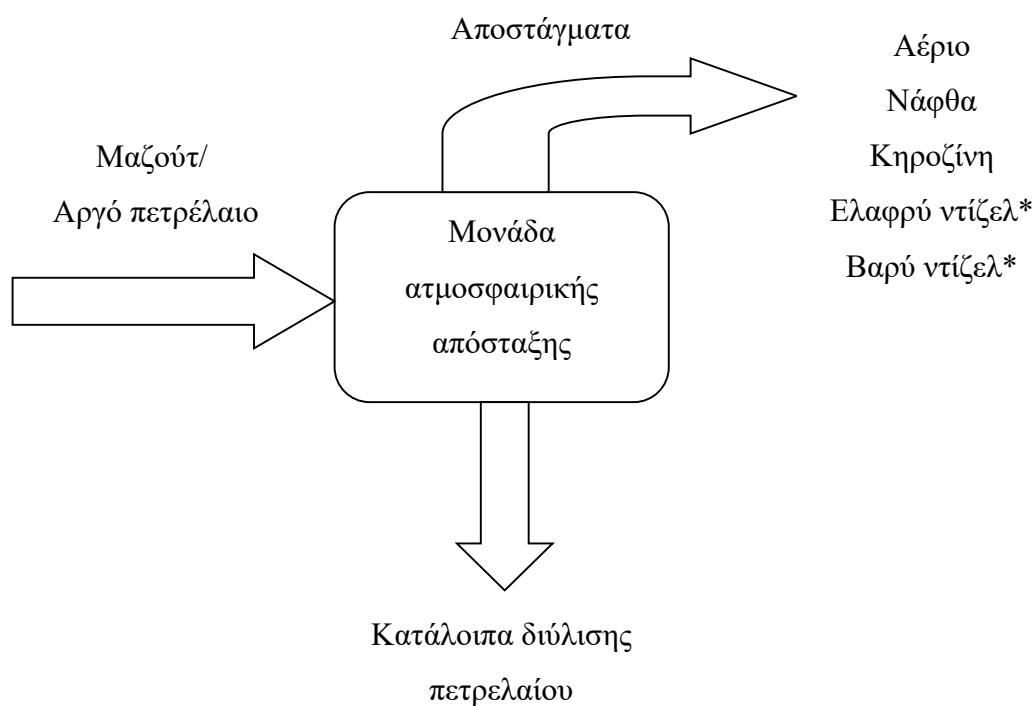 Αποστάγματα
Αέριο
Νάφθα
Κηροζίνη
Ελαφρύ ντίζελ*
Βαρύ ντίζελ*
Μαζούτ/
Αργό πετρέλαιο
Μονάδα
ατμοσφαιρικής
απόσταξης
Κατάλοιπα διύλισης
πετρελαίου